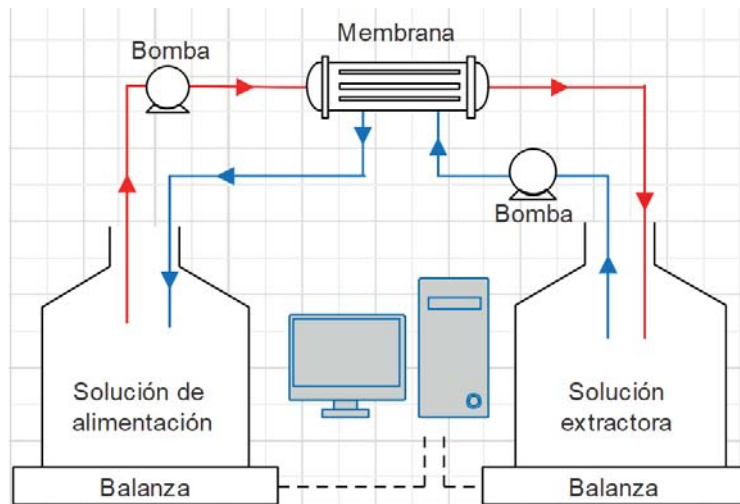 Membrana
Bomba
Bomba
Solución de
alimentación
Solución
extractora
Balanza
Balanza